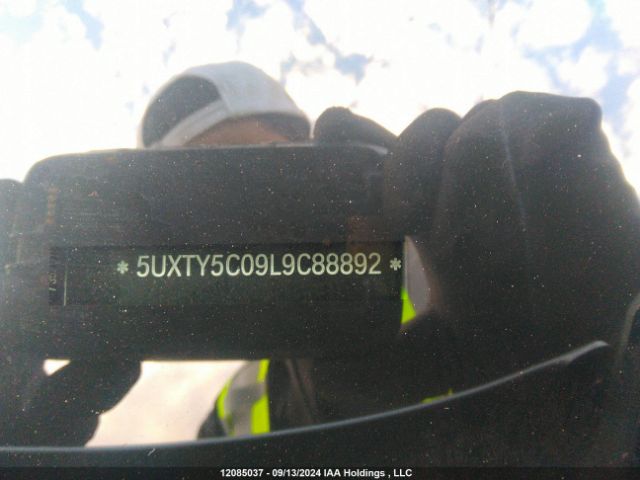 * 5UXTY5C09L9C88892 *
12085037 - 09/13/2024 IAA Holdings , LLC